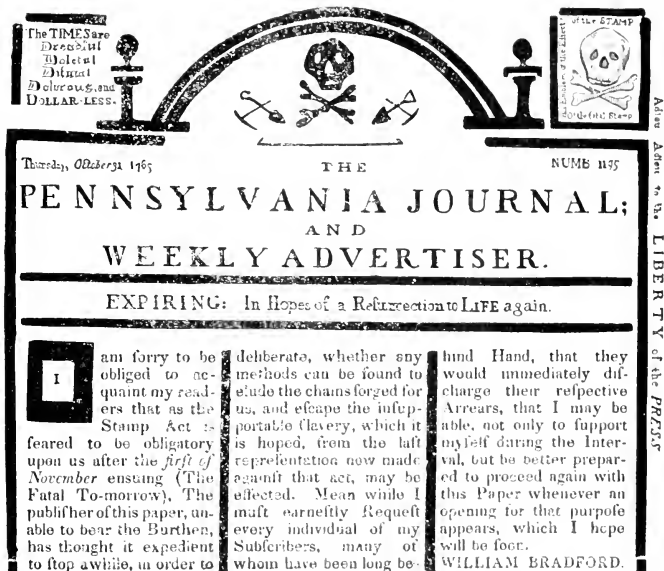 The TIMES are
Dreadful
Doleful
Dismal
Dolorous, and
DOLLAR-LESS.
of the STAMP
an Emblem of the Effects
O! the fatal Stamp
Adieu Adieu to the LIBERTY of the PRESS
Thursday, October 31 1765
THE
NUMB 1195
PENNSYLVANIA JOURNAL;
AND
WEEKLY ADVERTISER.
EXPIRING: In Hopes of a Resurrection to LIFE again.
I am ſorry to be
obliged to ac-
quaint my read-
ers that as the
Stamp Act is
feared to be obligatory
upon us after the firſt of
November enſuing (The
Fatal To-morrow), The
publiſher of this paper, un-
able to bear the Burthen,
has thought it expedient
to ſtop awhile, in order to
deliberate, whether any
methods can be found to
elude the chains forged for
us, and eſcape the inſup-
portable ſlavery, which it
is hoped, from the laſt
repreſentation now made
againſt that act, may be
effected. Mean while I
muſt earneſtly Requeſt
every individual of my
Subſcribers, many of
whom have been long be-
hind Hand, that they
would immediately diſ-
charge their reſpective
Arrears, that I may be
able, not only to ſupport
myſelf during the Inter-
val, but be better prepar-
ed to proceed again with
this Paper whenever an
opening for that purpoſe
appears, which I hope
will be ſoon.
WILLIAM BRADFORD.